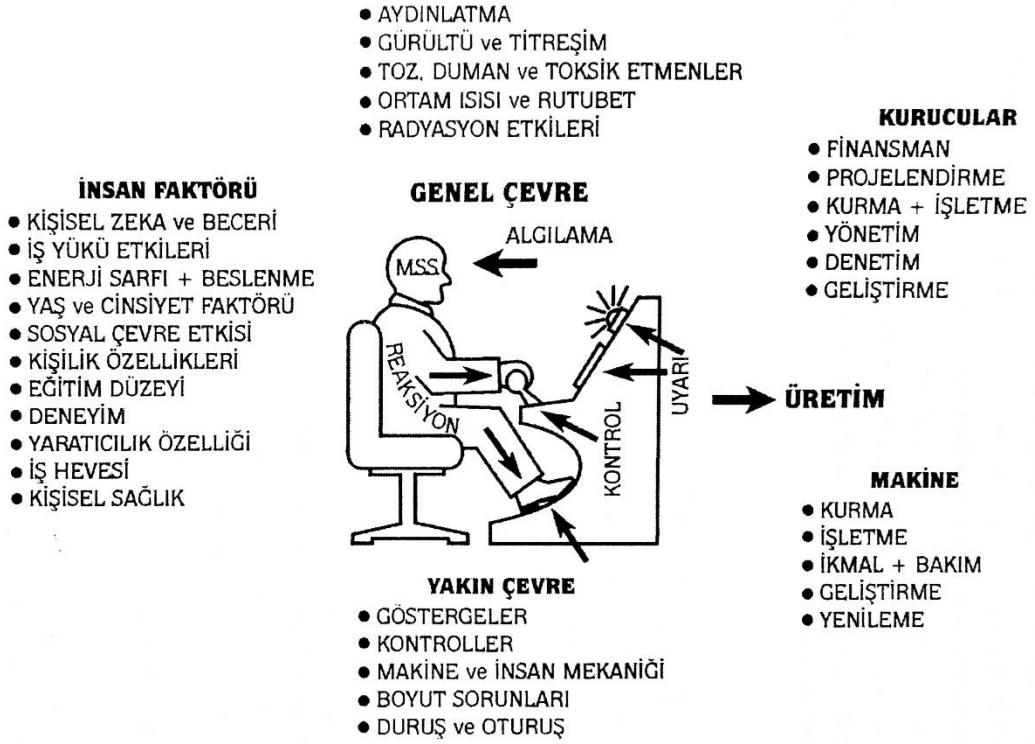 ● AYDINLATMA
● GÜRÜLTÜ ve TİTREŞİM
● TOZ, DUMAN ve TOKSİK ETMENLER
● ORTAM ISISI ve RUTUBET
● RADYASYON ETKİLERİ
GENEL ÇEVRE
İNSAN FAKTÖRÜ
● KİŞİSEL ZEKA ve BECERİ
● İŞ YÜKÜ ETKİLERİ
● ENERJİ SARFI + BESLENME
● YAŞ ve CİNSİYET FAKTÖRÜ
● SOSYAL ÇEVRE ETKİSİ
● KİŞİLİK ÖZELLİKLERİ
● EĞİTİM DÜZEYİ
● DENEYİM
● YARATICILIK ÖZELLİĞİ
● İŞ HEVESİ
● KİŞİSEL SAĞLIK
ALGILAMA
M.S.S.
REAKSİYON
KONTROL
UYARI
ÜRETİM
KURUCULAR
● FİNANSMAN
● PROJELENDİRME
● KURMA + İŞLETME
● YÖNETİM
● DENETİM
● GELİŞTİRME
MAKİNE
● KURMA
● İŞLETME
● İKMAL + BAKIM
● GELİŞTİRME
● YENİLEME
YAKIN ÇEVRE
● GÖSTERGELER
● KONTROLLER
● MAKİNE ve İNSAN MEKANİĞİ
● BOYUT SORUNLARI
● DURUŞ ve OTURUŞ